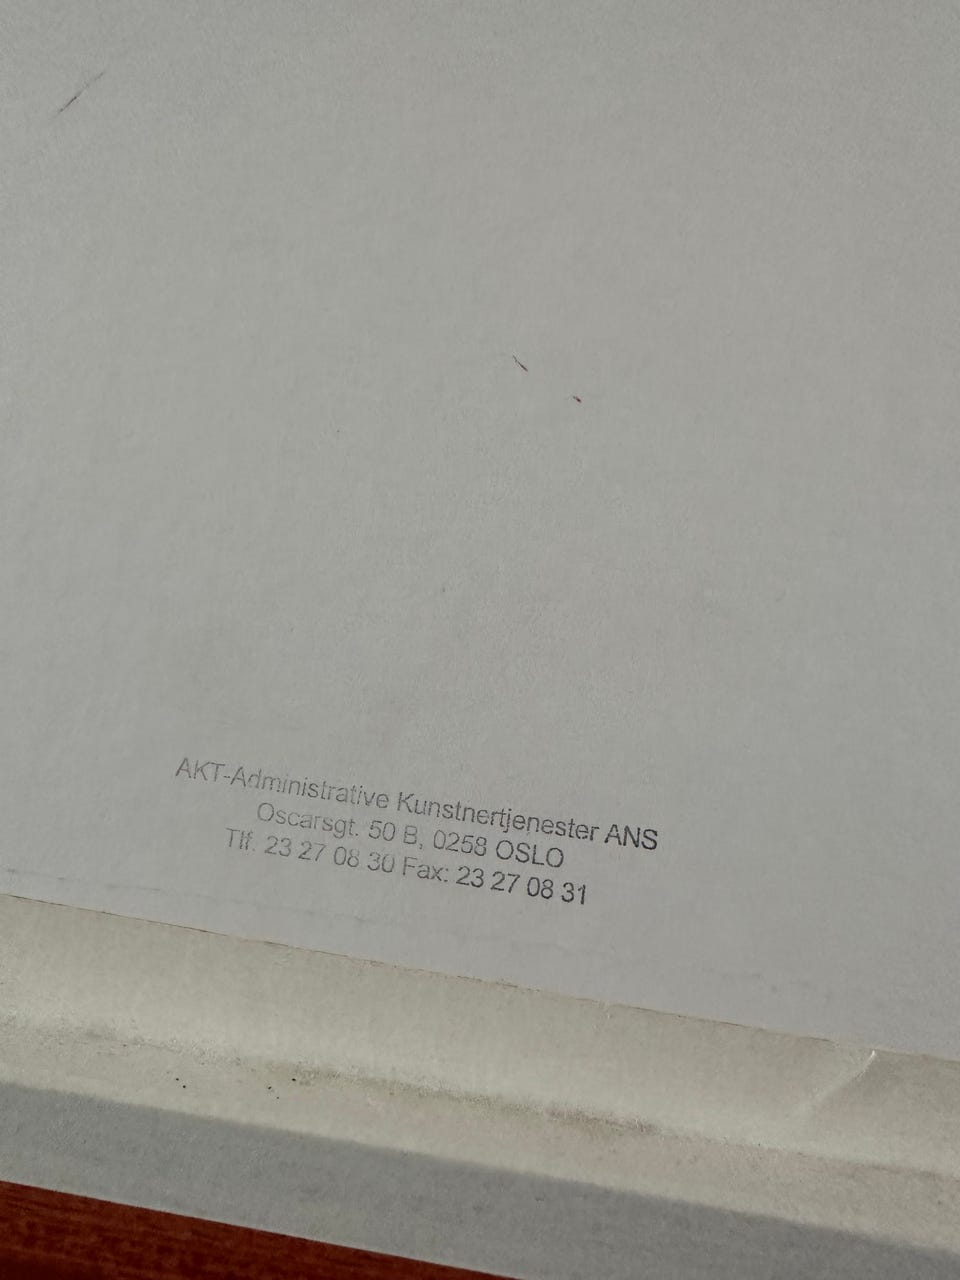 AKT-Administrative Kunstnertjenester ANS
Oscarsgt. 50 B, 0258 OSLO
Tlf. 23 27 08 30 Fax: 23 27 08 31